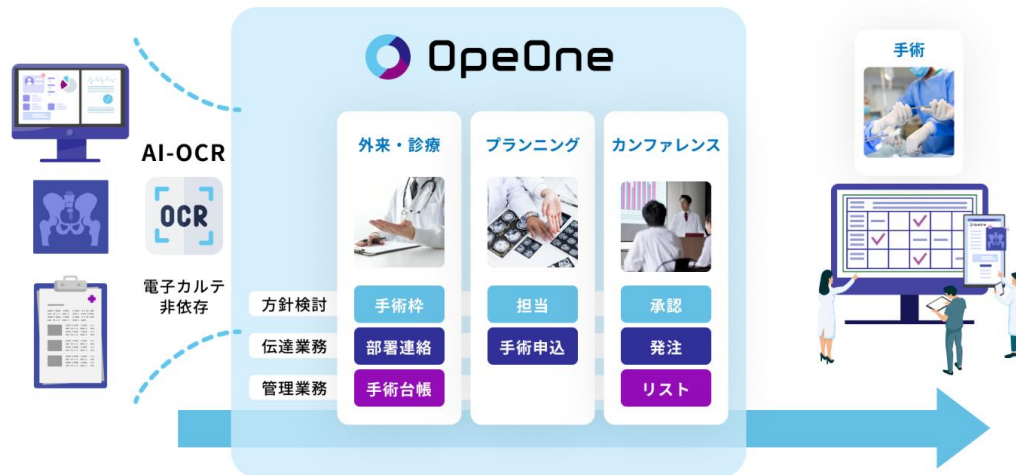 OpeOne
手術
外来・診療
プランニング
カンファレンス
AI-OCR
OCR
電子カルテ
非依存
方針検討
手術枠
担当
承認
伝達業務
部署連絡
手術申込
発注
管理業務
手術台帳
リスト
OpeOne